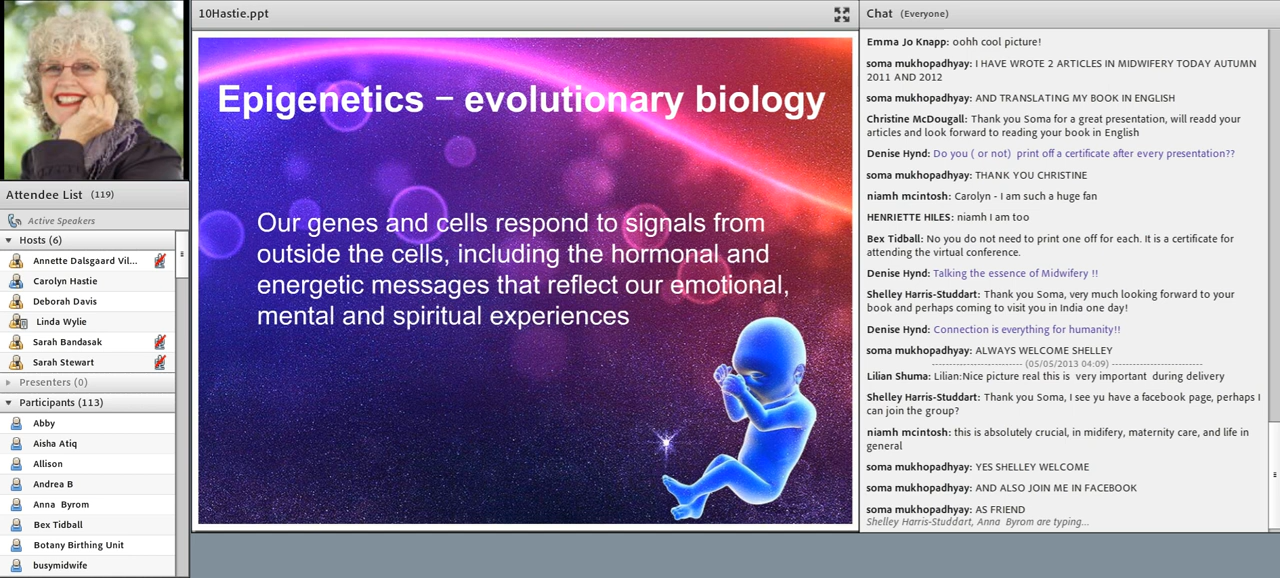 Attendee List (119)
Active Speakers
Hosts (6)
Annette Dalsgaard Vil...
Carolyn Hastie
Deborah Davis
Linda Wylie
Sarah Bandasak
Sarah Stewart
Presenters (0)
Participants (113)
Abby
Aisha Atiq
Allison
Andrea B
Anna Byrom
Bex Tidball
Botany Birthing Unit
busymidwife
10Hastie.ppt
Epigenetics – evolutionary biology
Our genes and cells respond to signals from
outside the cells, including the hormonal and
energetic messages that reflect our emotional,
mental and spiritual experiences
Chat (Everyone)
Emma Jo Knapp: oohh cool picture!
soma mukhopadhyay: I HAVE WROTE 2 ARTICLES IN MIDWIFERY TODAY AUTUMN
2011 AND 2012
soma mukhopadhyay: AND TRANSLATING MY BOOK IN ENGLISH
Christine McDougall: Thank you Soma for a great presentation, will readd your
articles and look forward to reading your book in English
Denise Hynd: Do you ( or not) print off a certificate after every presentation??
soma mukhopadhyay: THANK YOU CHRISTINE
niamh mcintosh: Carolyn - I am such a huge fan
HENRIETTE HILES: niamh I am too
Bex Tidball: No you do not need to print one off for each. It is a certificate for
attending the virtual conference.
Denise Hynd: Talking the essence of Midwifery !!
Shelley Harris-Studdart: Thank you Soma, very much looking forward to your
book and perhaps coming to visit you in India one day!
Denise Hynd: Connection is everything for humanity!!
soma mukhopadhyay: ALWAYS WELCOME SHELLEY
------------------------- (05/05/2013 04:09) -------------------------
Lilian Shuma: Lilian:Nice picture real this is very important during delivery
Shelley Harris-Studdart: Thank you Soma, I see yu have a facebook page, perhaps I
can join the group?
niamh mcintosh: this is absolutely crucial, in midifery, maternity care, and life in
general
soma mukhopadhyay: YES SHELLEY WELCOME
soma mukhopadhyay: AND ALSO JOIN ME IN FACEBOOK
soma mukhopadhyay: AS FRIEND
Shelley Harris-Studdart, Anna Byrom are typing...